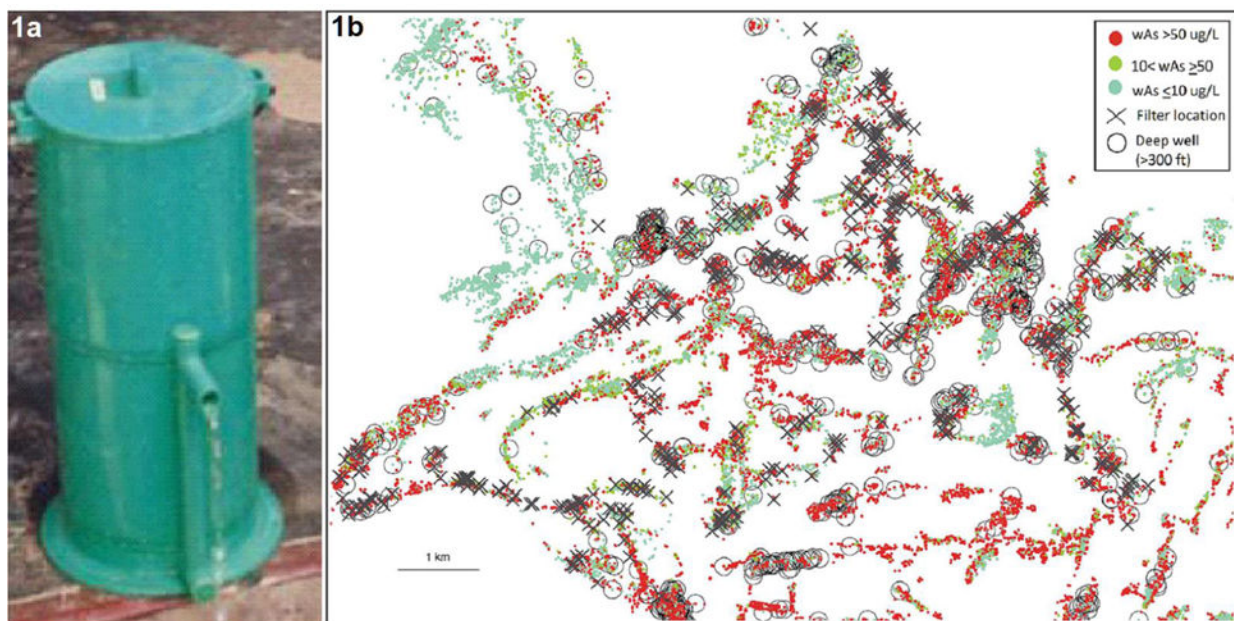 1a
1b
wAs >50 ug/L
10< wAs ≥50
wAs ≤10 ug/L
Filter location
Deep well
(>300 ft)
1 km